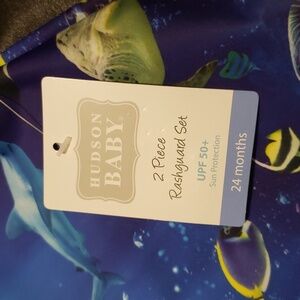 HUDSON
BABY
2 Piece
Rashguard Set
UPF 50+
Sun Protection
24 months